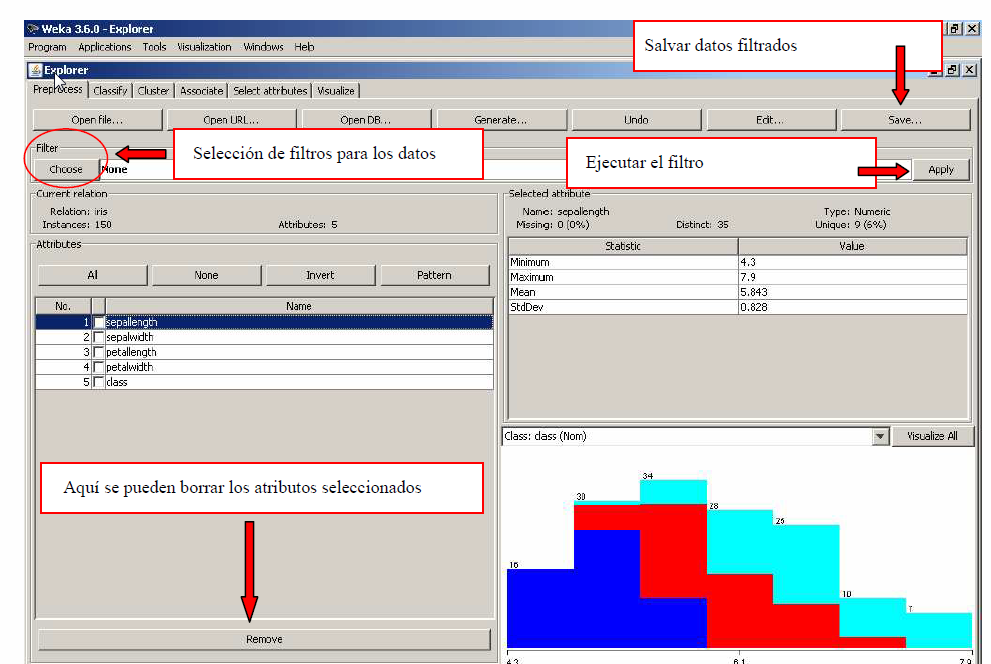 Weka 3.6.0 - Explorer
Program Applications Tools Visualization Windows Help
Salvar datos filtrados
Explorer
Preprocess Classify Cluster Associate Select attributes Visualize
Open file... Open URL... Open DB... Generate... Undo Edit... Save...
Filter
Selección de filtros para los datos
Ejecutar el filtro
Choose None Apply
Current relation
Relation: iris
Instances: 150 Attributes: 5
Selected attribute
Name: sepallength Type: Numeric
Missing: 0 (0%) Distinct: 35 Unique: 9 (6%)
Attributes
All None Invert Pattern
No. Name
1 sepallength
2 sepalwidth
3 petallength
4 petalwidth
5 class
Statistic Value
Minimum 4.3
Maximum 7.9
Mean 5.843
StdDev 0.828
Class: class (Nom) Visualize All
Aquí se pueden borrar los atributos seleccionados
Remove
16 30 34 28 25 10 7
4.3 6.1 7.9